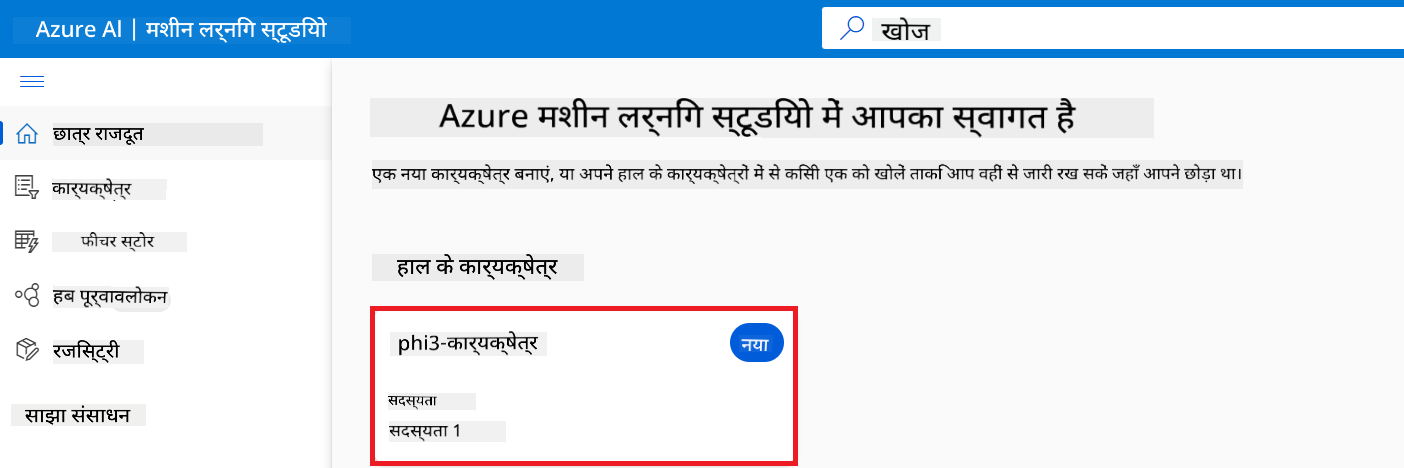 Azure AI | मशीन लर्निंग स्टूडियो
खोज
छात्र राजदूत
कार्यक्षेत्र
फीचर स्टोर
हब पूर्वावलोकन
रजिस्ट्री
साझा संसाधन
Azure मशीन लर्निंग स्टूडियो में आपका स्वागत है
एक नया कार्यक्षेत्र बनाएं, या अपने हाल के कार्यक्षेत्रों में से किसी एक को खोलें ताकि आप वहीं से जारी रख सकें जहाँ आपने छोड़ा था।
हाल के कार्यक्षेत्र
phi3-कार्यक्षेत्र
नया
सदस्यता
सदस्यता 1